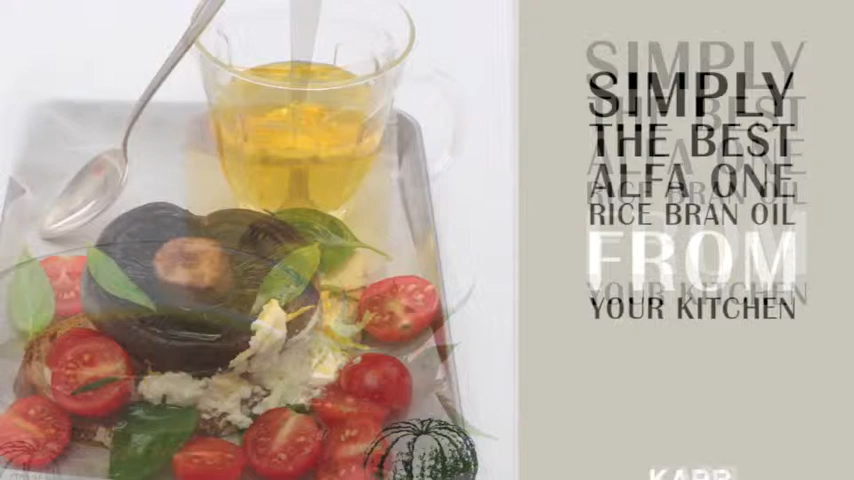 SIMPLY
THE BEST
ALFA ONE
RICE BRAN OIL
FROM
YOUR KITCHEN